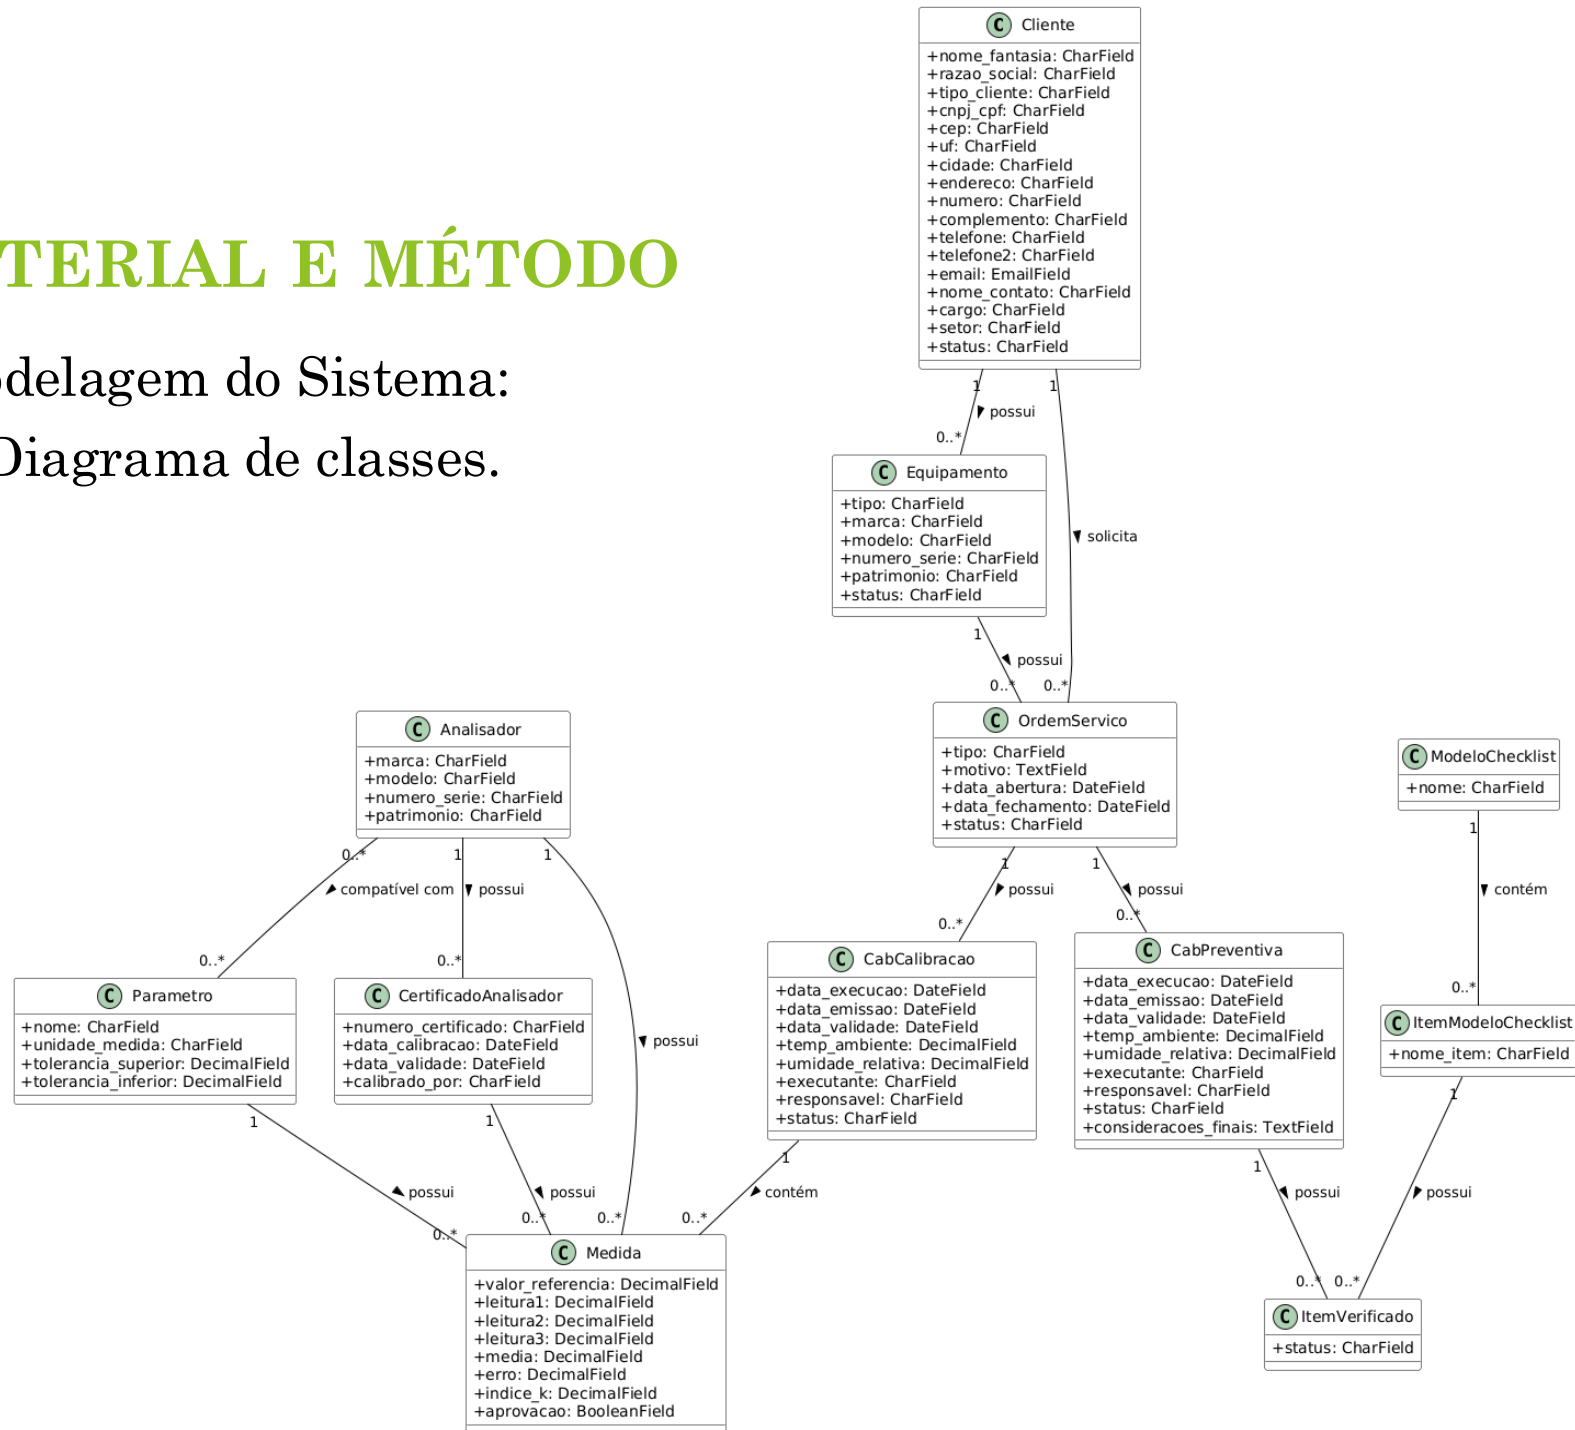 TERIAL E MÉTODO
odelagem do Sistema:
Diagrama de classes.
C Cliente
+nome_fantasia: CharField
+razao_social: CharField
+tipo_cliente: CharField
+cnpj_cpf: CharField
+cep: CharField
+uf: CharField
+cidade: CharField
+endereco: CharField
+numero: CharField
+complemento: CharField
+telefone: CharField
+telefone2: CharField
+email: EmailField
+nome_contato: CharField
+cargo: CharField
+setor: CharField
+status: CharField
1 1
possui
0..*
C Equipamento
+tipo: CharField
+marca: CharField
+modelo: CharField
+numero_serie: CharField
+patrimonio: CharField
+status: CharField
solicita
1
possui
0..* 0..*
C OrdemServico
+tipo: CharField
+motivo: TextField
+data_abertura: DateField
+data_fechamento: DateField
+status: CharField
C Analisador
+marca: CharField
+modelo: CharField
+numero_serie: CharField
+patrimonio: CharField
C ModeloChecklist
+nome: CharField
0..* 1 1
compatível com possui
0..* 0..*
1 1
possui possui
0..* 0..*
1
contém
0..*
C Parametro
+nome: CharField
+unidade_medida: CharField
+tolerancia_superior: DecimalField
+tolerancia_inferior: DecimalField
C CertificadoAnalisador
+numero_certificado: CharField
+data_calibracao: DateField
+data_validade: DateField
+calibrado_por: CharField
possui
C CabCalibracao
+data_execucao: DateField
+data_emissao: DateField
+data_validade: DateField
+temp_ambiente: DecimalField
+umidade_relativa: DecimalField
+executante: CharField
+responsavel: CharField
+status: CharField
C CabPreventiva
+data_execucao: DateField
+data_emissao: DateField
+data_validade: DateField
+temp_ambiente: DecimalField
+umidade_relativa: DecimalField
+executante: CharField
+responsavel: CharField
+status: CharField
+consideracoes_finais: TextField
C ItemModeloChecklist
+nome_item: CharField
1 1 1 1 1
possui possui contém possui possui
0..* 0..* 0..* 0..* 0..* 0..*
C Medida
+valor_referencia: DecimalField
+leitura1: DecimalField
+leitura2: DecimalField
+leitura3: DecimalField
+media: DecimalField
+erro: DecimalField
+indice_k: DecimalField
+aprovacao: BooleanField
C ItemVerificado
+status: CharField